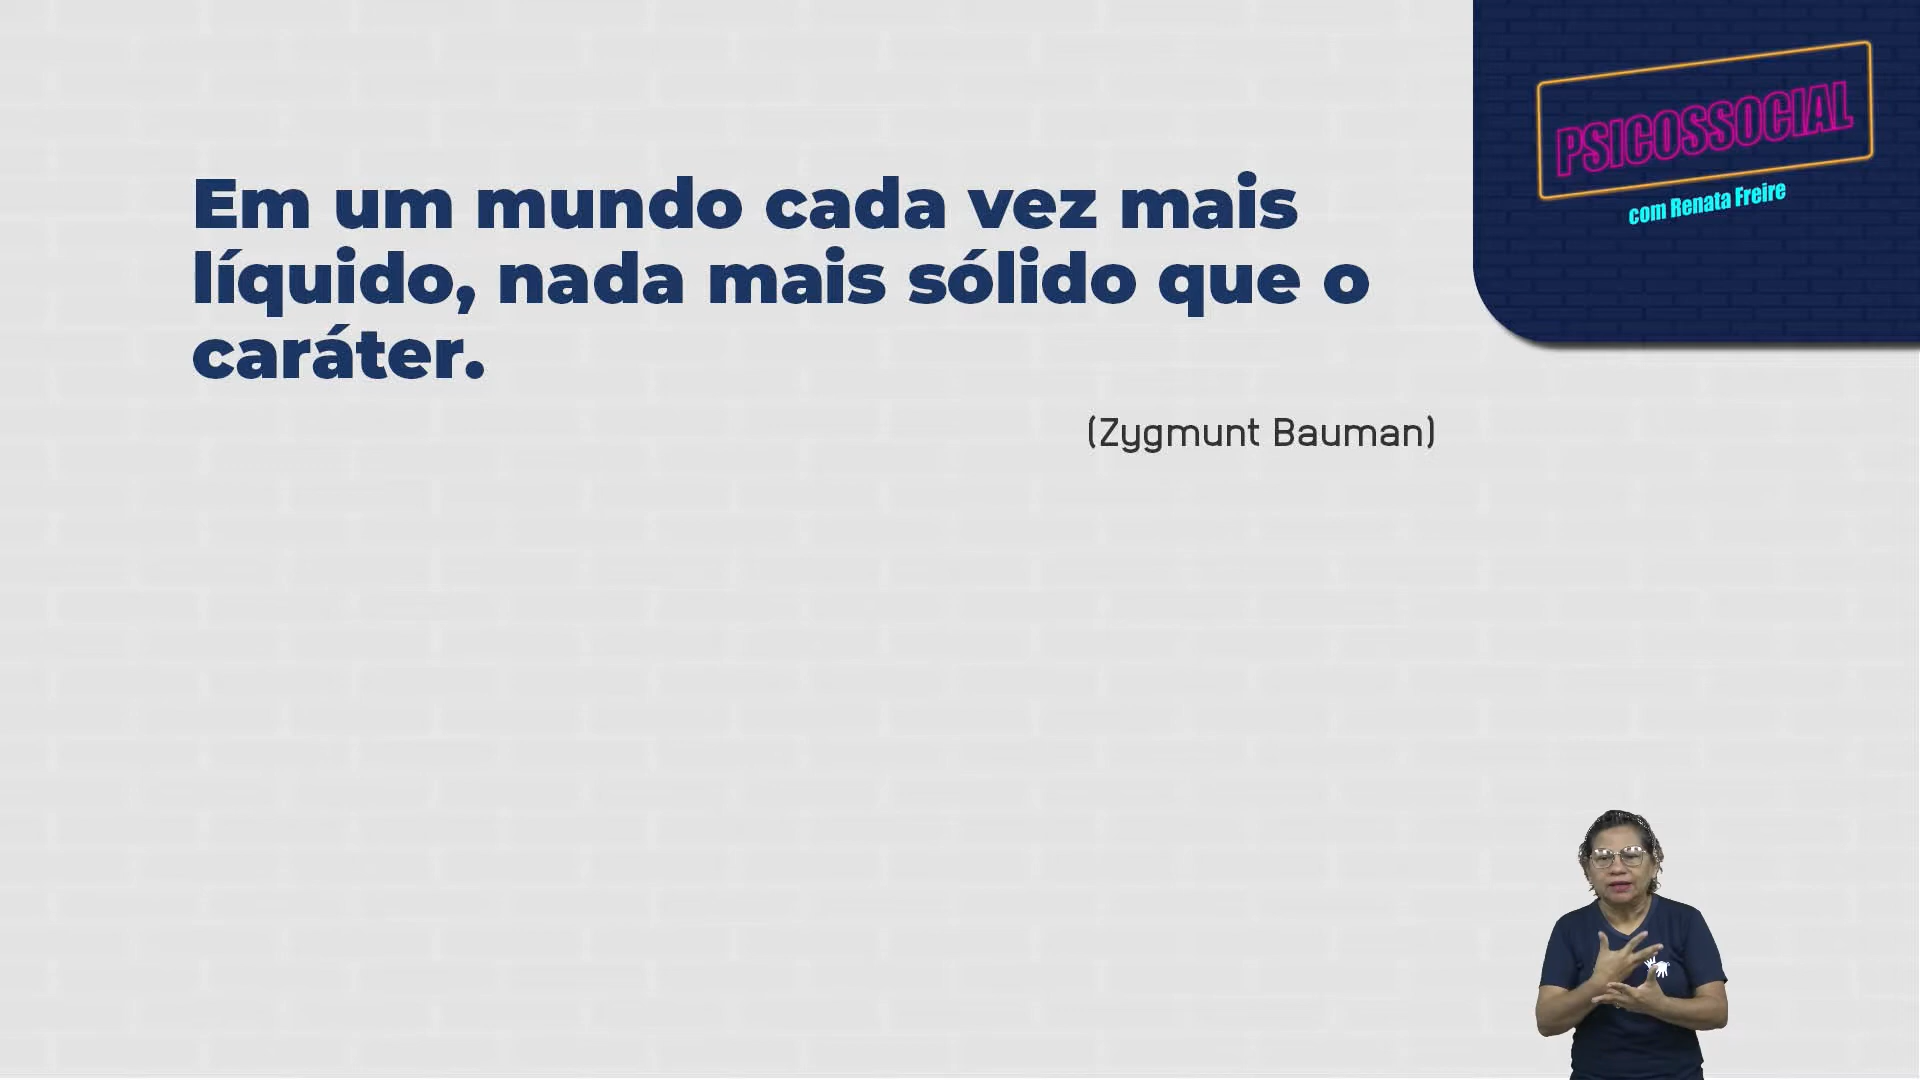 Em um mundo cada vez mais
líquido, nada mais sólido que o
caráter.
(Zygmunt Bauman)
PSICOSSOCIAL
com Renata Freire